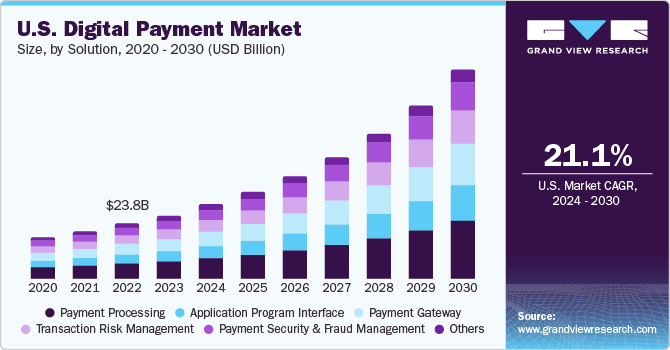 U.S. Digital Payment Market
Size, by Solution, 2020 - 2030 (USD Billion)
$23.8B
2020 2021 2022 2023 2024 2025 2026 2027 2028 2029 2030
Payment Processing Application Program Interface Payment Gateway
Transaction Risk Management Payment Security & Fraud Management Others
GRAND VIEW RESEARCH
21.1%
U.S. Market CAGR,
2024 - 2030
Source:
www.grandviewresearch.com